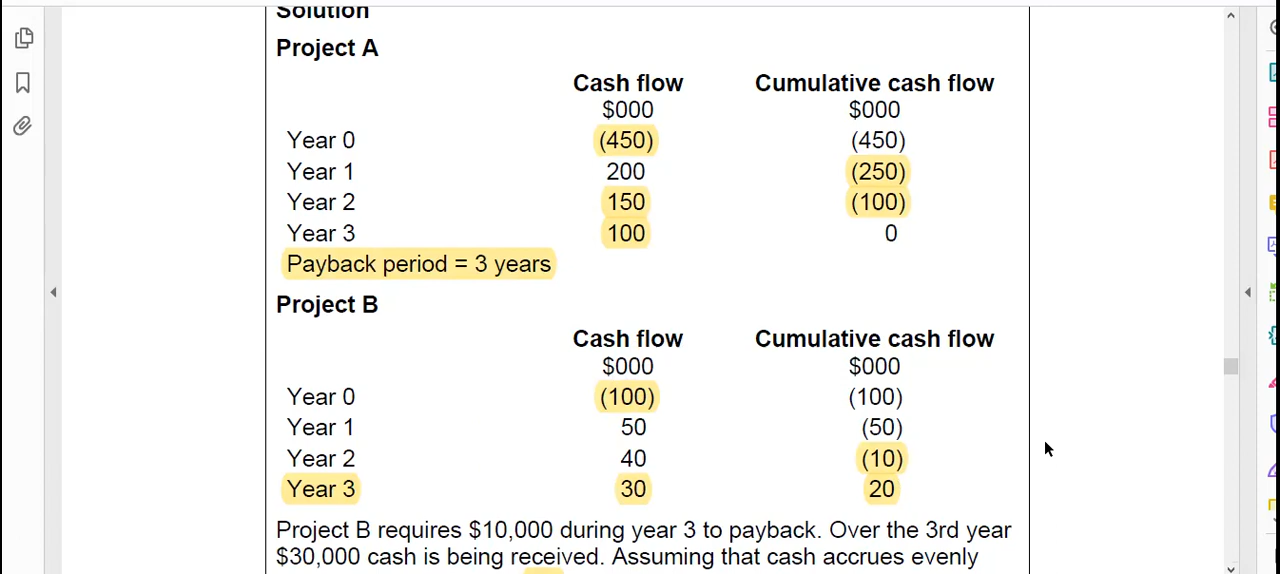 Solution
Project A
Cash flow Cumulative cash flow
$000 $000
Year 0 (450) (450)
Year 1 200 (250)
Year 2 150 (100)
Year 3 100 0
Payback period = 3 years
Project B
Cash flow Cumulative cash flow
$000 $000
Year 0 (100) (100)
Year 1 50 (50)
Year 2 40 (10)
Year 3 30 20
Project B requires $10,000 during year 3 to payback. Over the 3rd year
$30,000 cash is being received. Assuming that cash accrues evenly